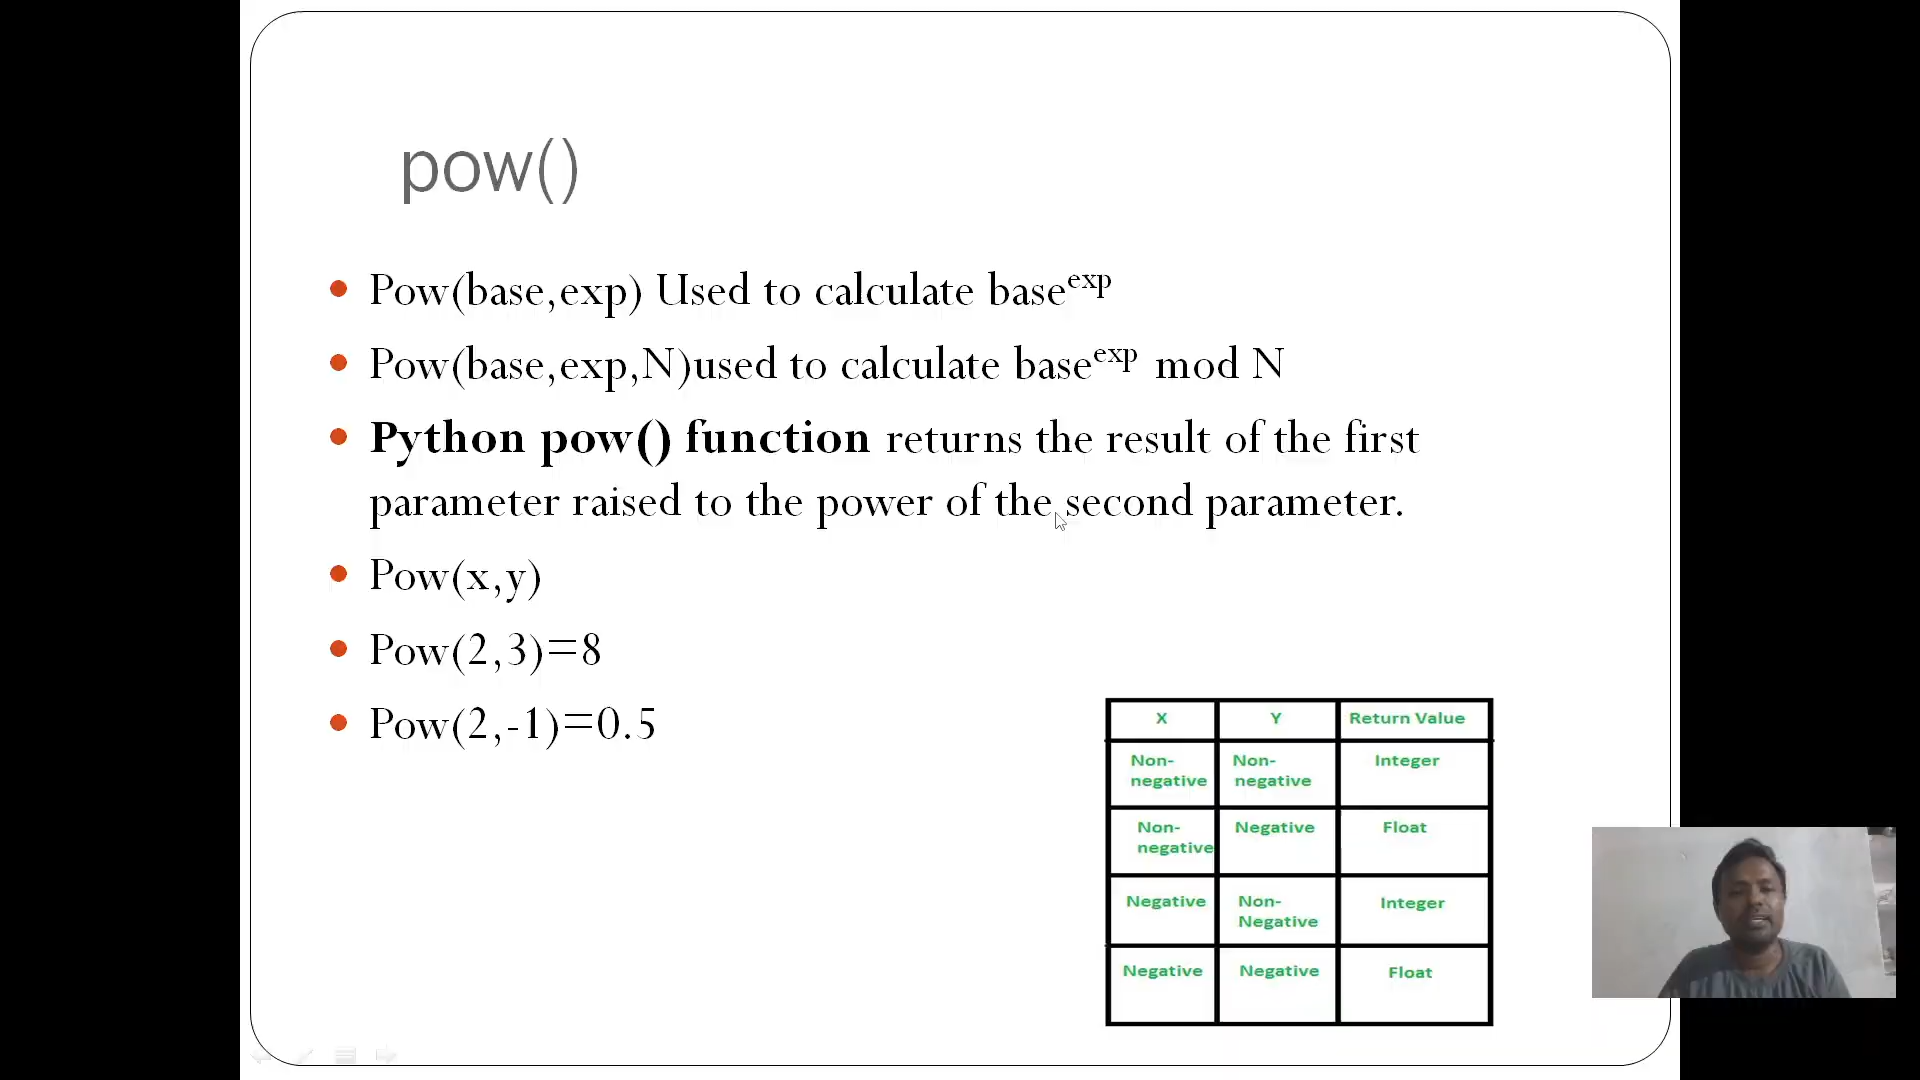 pow()
Pow(base,exp) Used to calculate base^exp
Pow(base,exp,N)used to calculate base^exp mod N
Python pow() function returns the result of the first
parameter raised to the power of the second parameter.
Pow(x,y)
Pow(2,3)=8
Pow(2,-1)=0.5
X Y Return Value
Non- Non- Integer
negative negative
Non- Negative Float
negative
Negative Non- Integer
Negative
Negative Negative Float